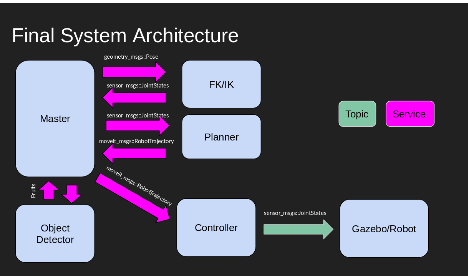 Final System Architecture
geometry_msgs::Pose
sensor_msgs::JointStates
FK/IK
Master
sensor_msgs::JointStates
Topic
Service
Planner
moveit_msgs::RobotTrajectory
moveit_msgs::RobotTrajectory
Object
Detector
Controller
sensor_msgs::JointStates
Gazebo/Robot